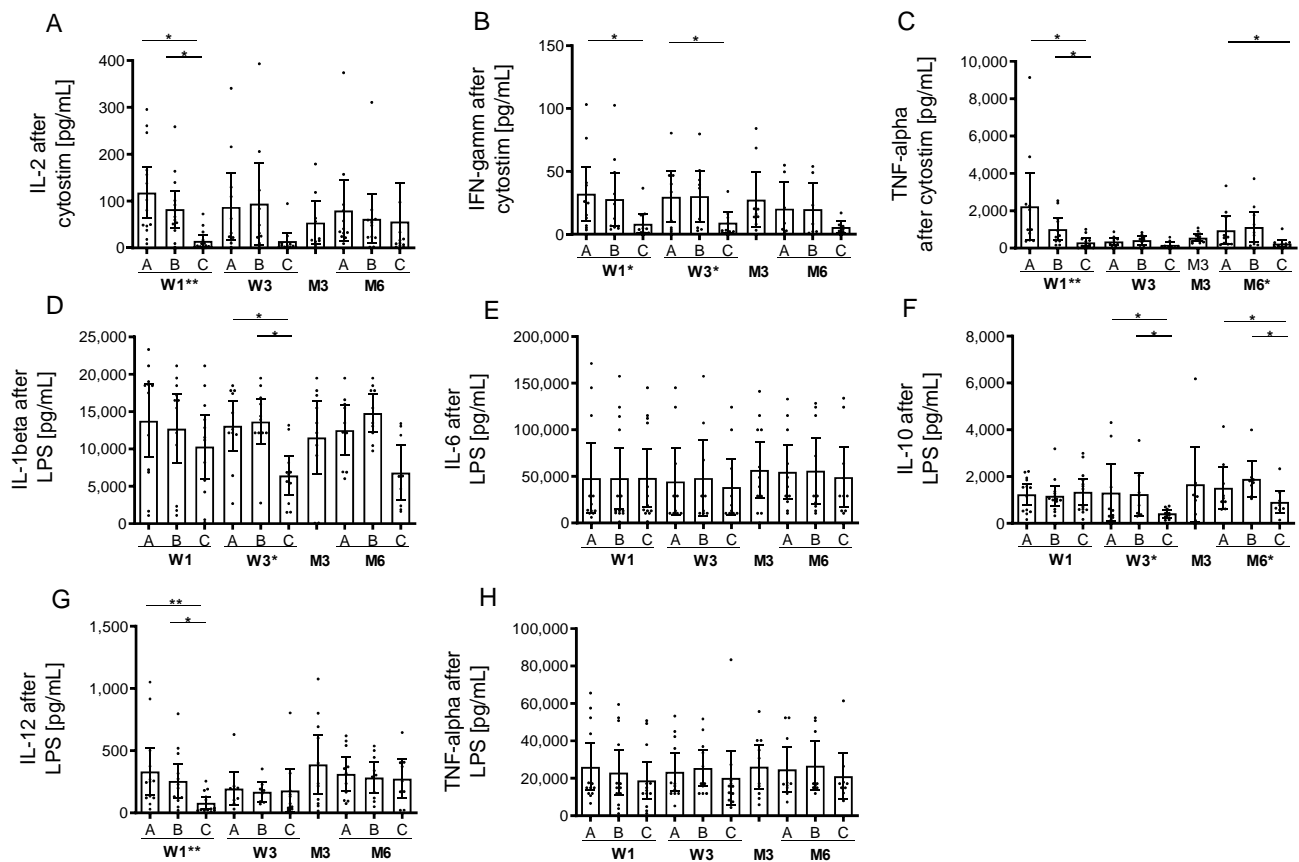 A
*
*
IL-2 after
cytostim [pg/mL]
400
300
200
100
0
A B C A B C A B C
W1** W3 M3 M6
B
*
*
IFN-gamm after
cytostim [pg/mL]
150
100
50
0
A B C A B C A B C
W1* W3* M3 M6
C
*
*
*
TNF-alpha
after cytostim [pg/mL]
10,000
8,000
6,000
4,000
2,000
0
A B C A B C M3 A B C
W1** W3 M3 M6*
D
*
*
IL-1beta after
LPS [pg/mL]
25,000
20,000
15,000
10,000
5,000
0
A B C A B C A B C
W1 W3* M3 M6
E
IL-6 after
LPS [pg/mL]
200,000
150,000
100,000
50,000
0
A B C A B C A B C
W1 W3 M3 M6
F
*
*
*
*
IL-10 after
LPS [pg/mL]
8,000
6,000
4,000
2,000
0
A B C A B C A B C
W1 W3* M3 M6*
G
**
*
IL-12 after
LPS [pg/mL]
1,500
1,000
500
0
A B C A B C A B C
W1** W3 M3 M6
H
TNF-alpha after
LPS [pg/mL]
100,000
80,000
60,000
40,000
20,000
0
A B C A B C A B C
W1 W3 M3 M6